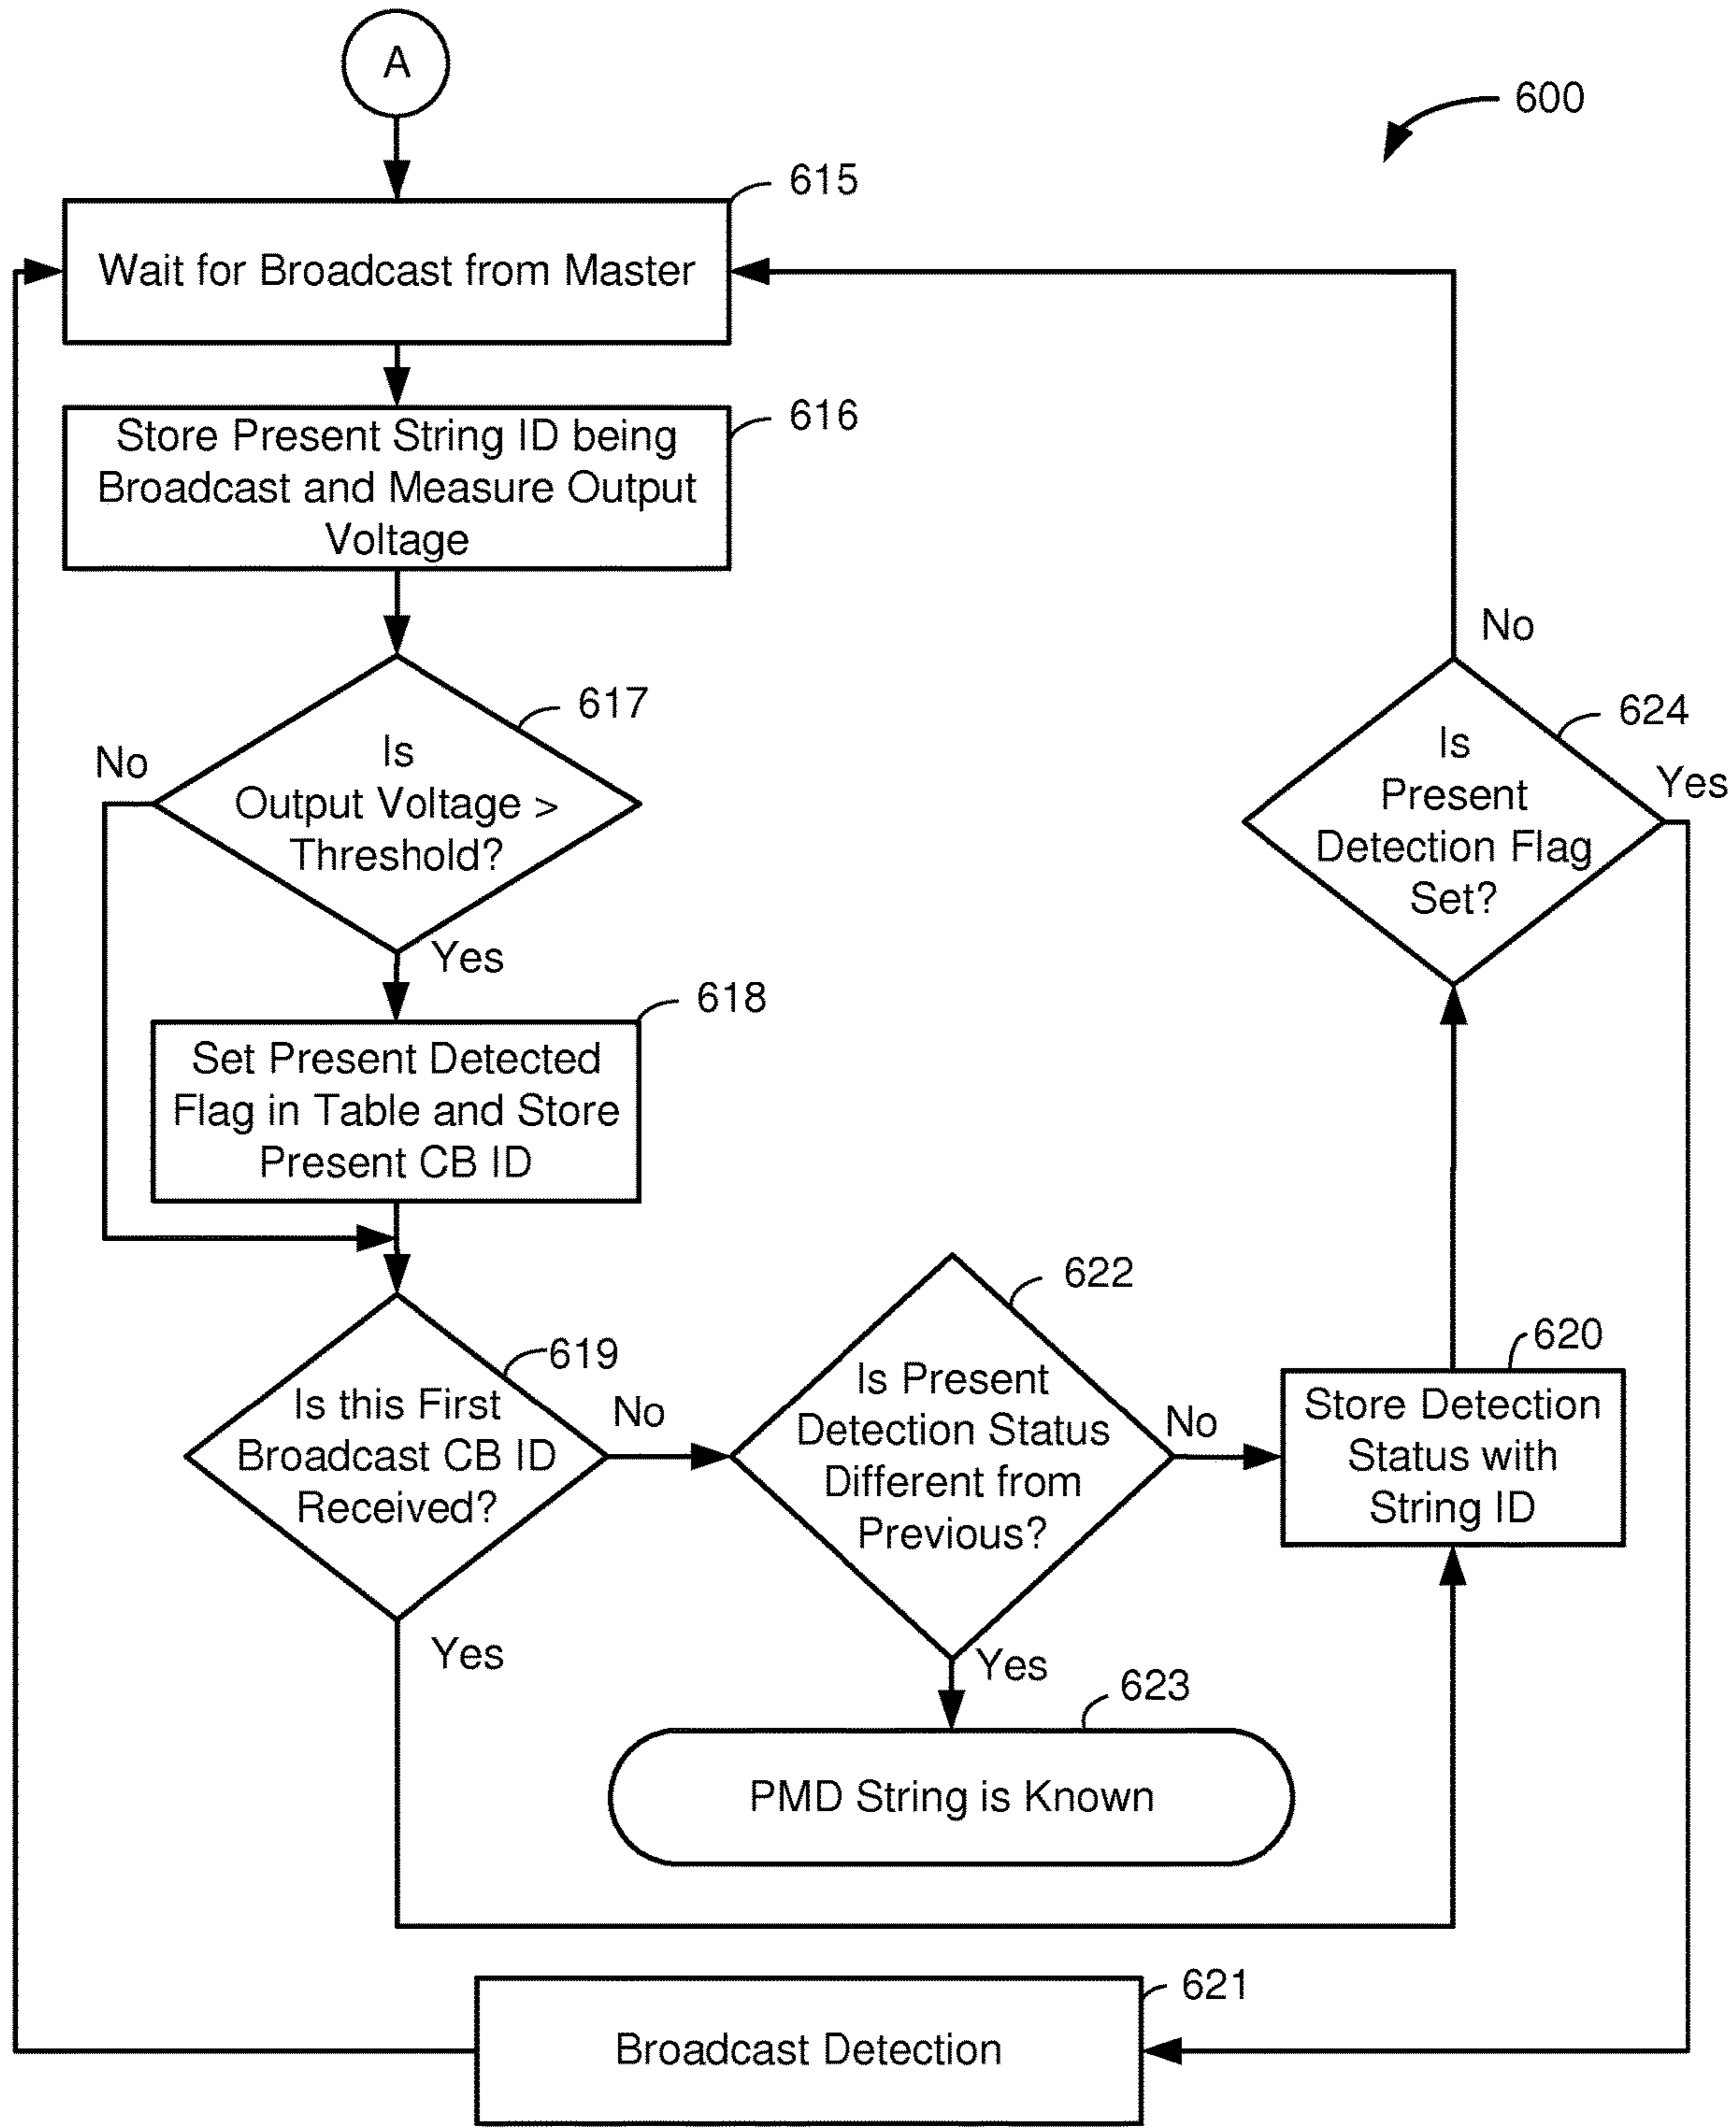 A
600
615
Wait for Broadcast from Master
616
Store Present String ID being
Broadcast and Measure Output
Voltage
617
Is
Output Voltage >
Threshold?
No
Yes
618
Set Present Detected
Flag in Table and Store
Present CB ID
619
Is this First
Broadcast CB ID
Received?
No
Yes
622
Is Present
Detection Status
Different from
Previous?
No
Yes
623
PMD String is Known
620
Store Detection
Status with
String ID
624
Is
Present
Detection Flag
Set?
No
Yes
621
Broadcast Detection